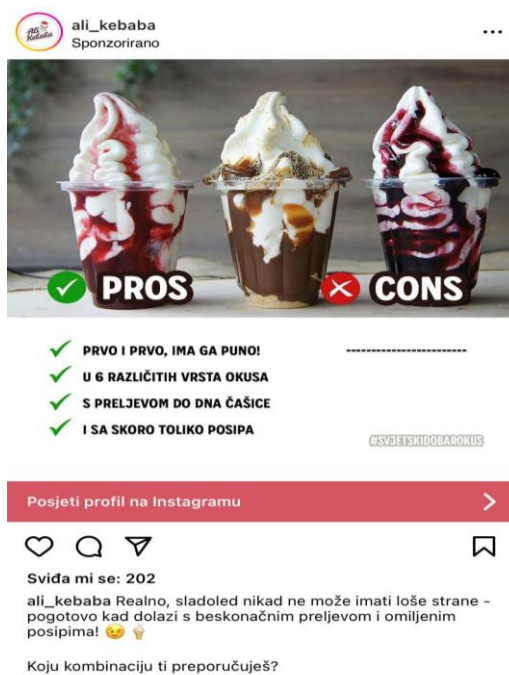 Ali Kebaba
ali_kebaba
Sponzorirano
PROS
CONS
PRVO I PRVO, IMA GA PUNO!
U 6 RAZLIČITIH VRSTA OKUSA
S PRELJEVOM DO DNA ČAŠICE
I SA SKORO TOLIKO POSIPA
------------------------
#SVJETSKIDOBAROKUS
Posjeti profil na Instagramu
Sviđa mi se: 202
ali_kebaba Realno, sladoled nikad ne može imati loše strane -
pogotovo kad dolazi s beskonačnim preljevom i omiljenim
posipima! 😉 🍦
Koju kombinaciju ti preporučuješ?